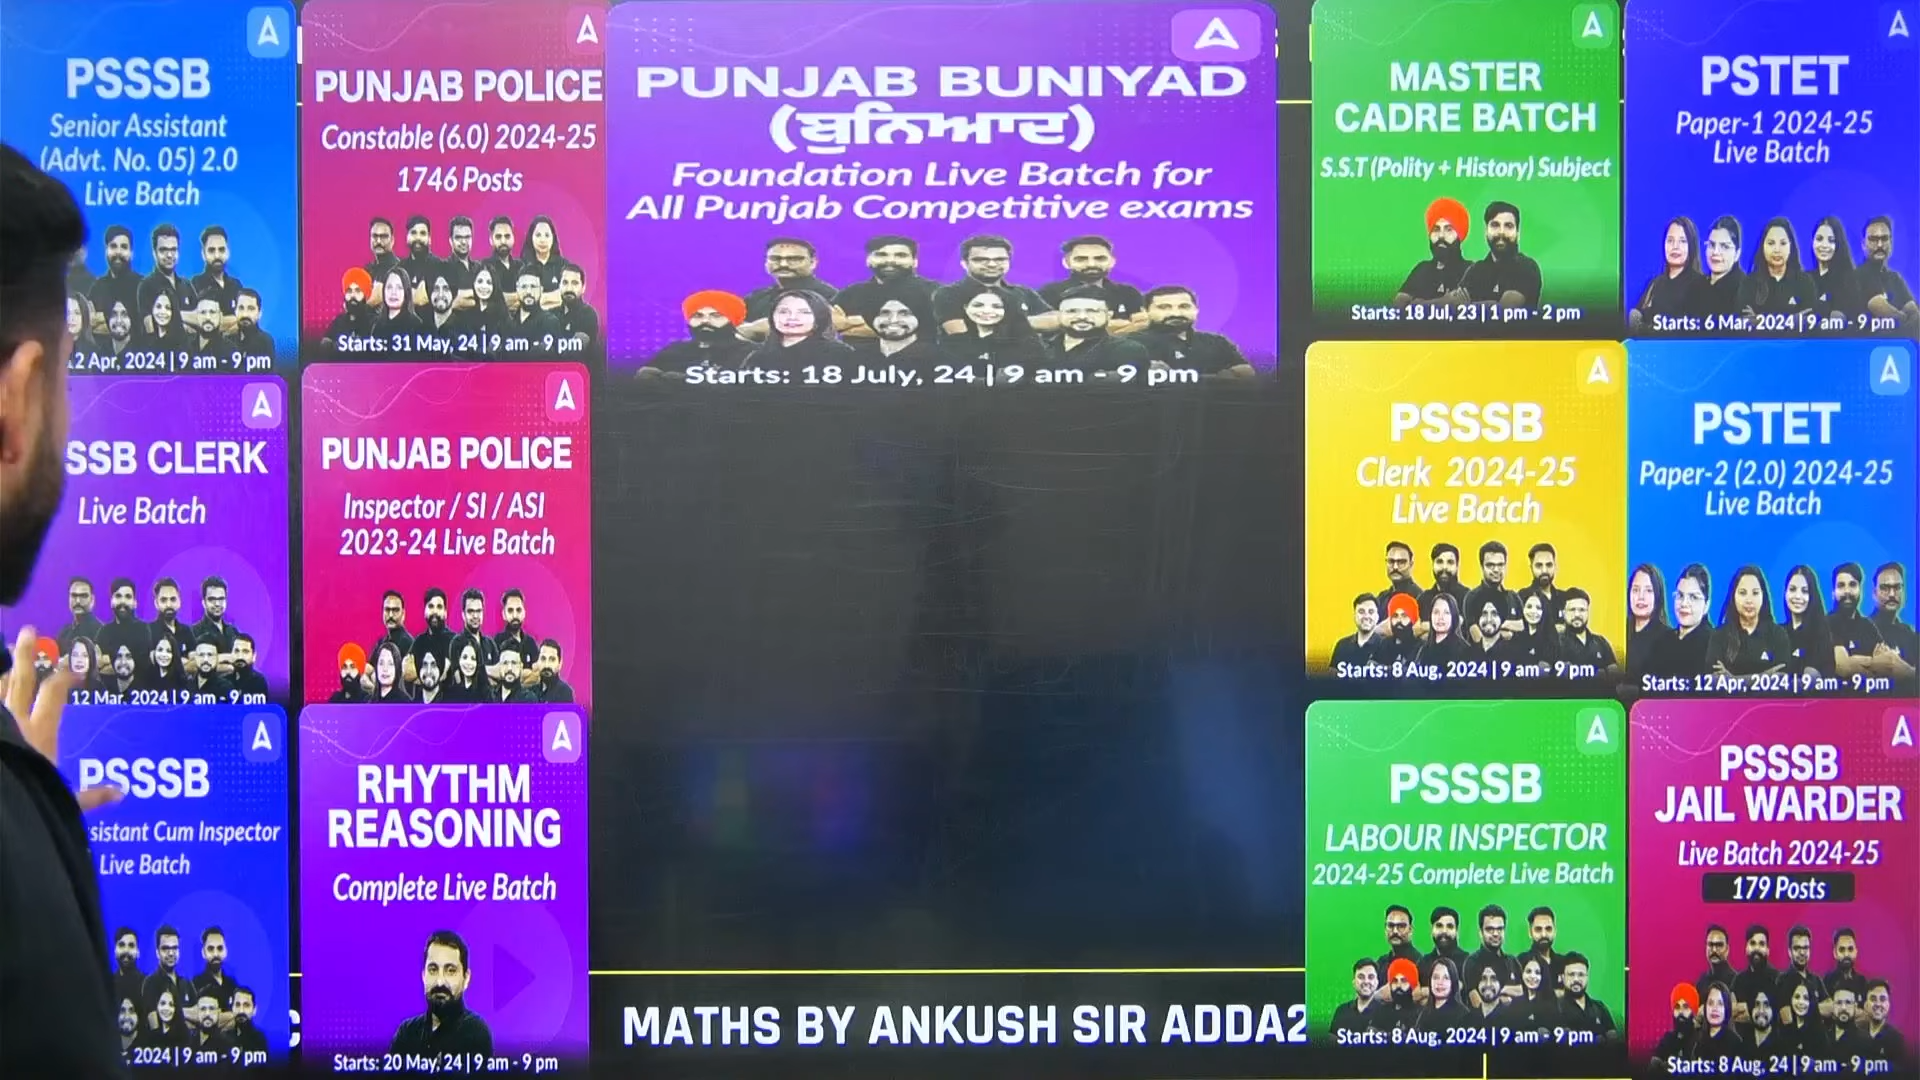 PSSSB
Senior Assistant
(Advt. No. 05) 2.0
Live Batch
12 Apr, 2024 | 9 am - 9 pm
PUNJAB POLICE
Constable (6.0) 2024-25
1746 Posts
Starts: 31 May, 24 | 9 am - 9 pm
PUNJAB BUNIYAD
(ਬੁਨਿਆਦ)
Foundation Live Batch for
All Punjab Competitive exams
Starts: 18 July, 24 | 9 am - 9 pm
MASTER
CADRE BATCH
S.S.T (Polity + History) Subject
Starts: 18 Jul, 23 | 1 pm - 2 pm
PSTET
Paper-1 2024-25
Live Batch
Starts: 6 Mar, 2024 | 9 am - 9 pm
SSB CLERK
Live Batch
12 Mar, 2024 | 9 am - 9 pm
PUNJAB POLICE
Inspector / SI / ASI
2023-24 Live Batch
PSSSB
Clerk 2024-25
Live Batch
Starts: 8 Aug, 2024 | 9 am - 9 pm
PSTET
Paper-2 (2.0) 2024-25
Live Batch
Starts: 12 Apr, 2024 | 9 am - 9 pm
PSSSB
sistant Cum Inspector
Live Batch
, 2024 | 9 am - 9 pm
RHYTHM
REASONING
Complete Live Batch
Starts: 20 May, 24 | 9 am - 9 pm
PSSSB
LABOUR INSPECTOR
2024-25 Complete Live Batch
Starts: 8 Aug, 2024 | 9 am - 9 pm
PSSSB
JAIL WARDER
Live Batch 2024-25
179 Posts
Starts: 8 Aug, 24 | 9 am - 9 pm
MATHS BY ANKUSH SIR ADDA2